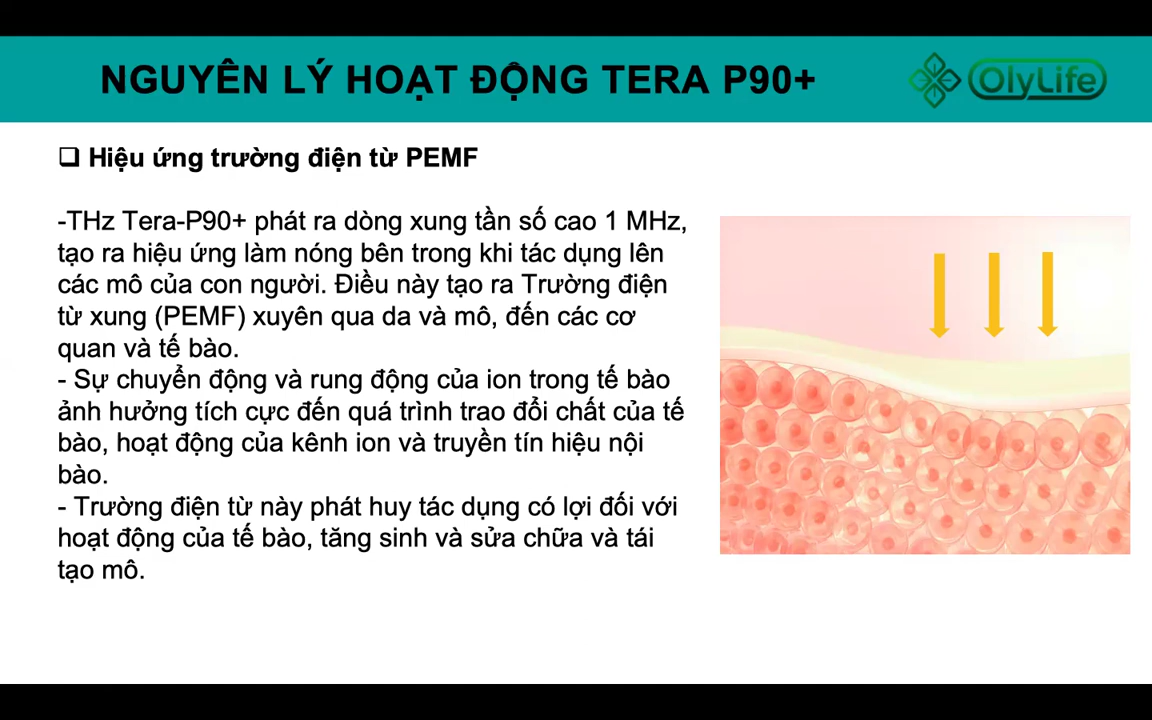 NGUYÊN LÝ HOẠT ĐỘNG TERA P90+
OlyLife
Hiệu ứng trường điện từ PEMF
-THz Tera-P90+ phát ra dòng xung tần số cao 1 MHz,
tạo ra hiệu ứng làm nóng bên trong khi tác dụng lên
các mô của con người. Điều này tạo ra Trường điện
từ xung (PEMF) xuyên qua da và mô, đến các cơ
quan và tế bào.
- Sự chuyển động và rung động của ion trong tế bào
ảnh hưởng tích cực đến quá trình trao đổi chất của tế
bào, hoạt động của kênh ion và truyền tín hiệu nội
bào.
- Trường điện từ này phát huy tác dụng có lợi đối với
hoạt động của tế bào, tăng sinh và sửa chữa và tái
tạo mô.